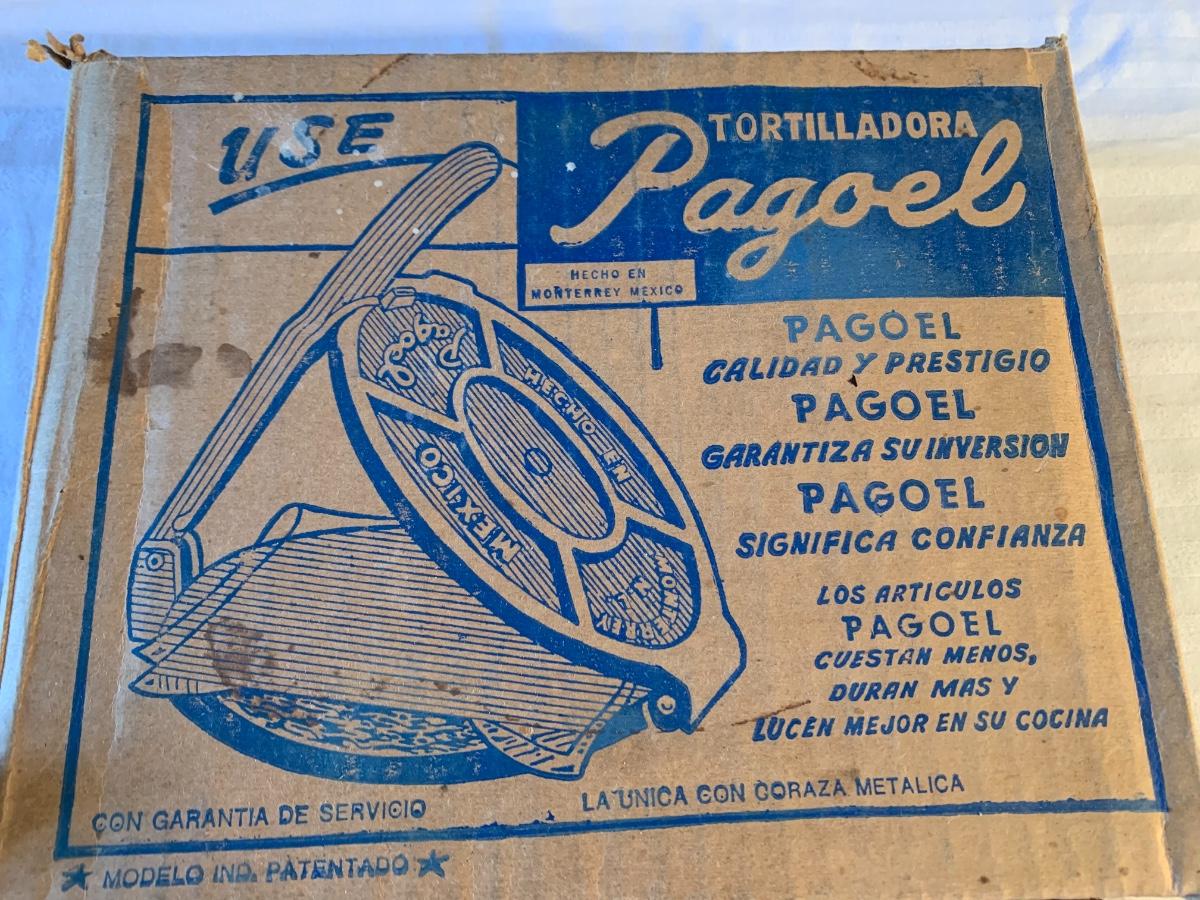 USE
TORTILLADORA
Pagoel
HECHO EN
MONTERREY MEXICO
Pagoel
HECHO EN
MEXICO
MONTERREY
PAGOEL
CALIDAD Y PRESTIGIO
PAGOEL
GARANTIZA SU INVERSION
PAGOEL
SIGNIFICA CONFIANZA
LOS ARTICULOS
PAGOEL
CUESTAN MENOS,
DURAN MAS Y
LUCEN MEJOR EN SU COCINA
CON GARANTIA DE SERVICIO
LA UNICA CON CORAZA METALICA
★ MODELO IND. PATENTADO ★